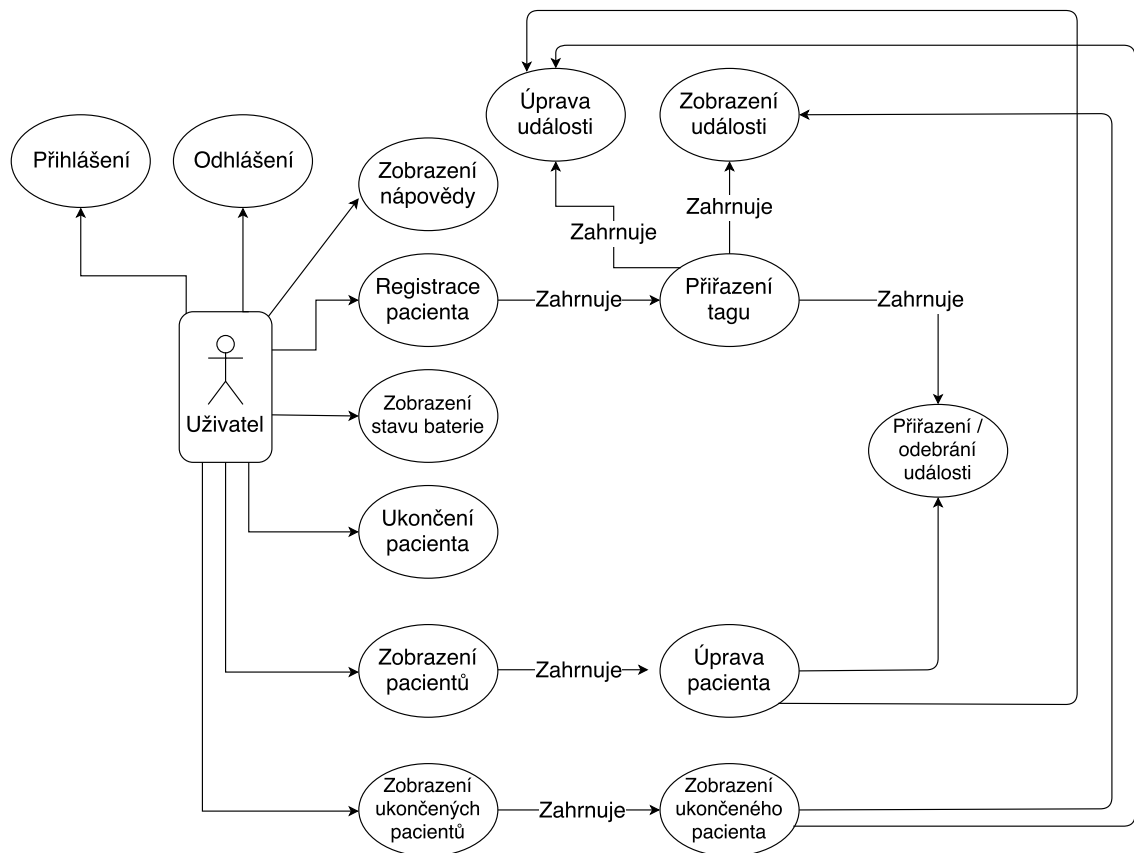 Úprava
události
Zobrazení
události
Přihlášení
Odhlášení
Zobrazení
nápovědy
Zahrnuje
Zahrnuje
Registrace
pacienta
Zahrnuje
Přiřazení
tagu
Zahrnuje
Uživatel
Zobrazení
stavu baterie
Přiřazení /
odebrání
události
Ukončení
pacienta
Zobrazení
pacientů
Zahrnuje
Úprava
pacienta
Zobrazení
ukončených
pacientů
Zahrnuje
Zobrazení
ukončeného
pacienta